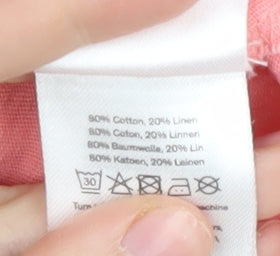 80% Cotton, 20% Linen
80% Coton, 20% Linnen
80% Baumwolle, 20% Lin
80% Katoen, 20% Leinen
30